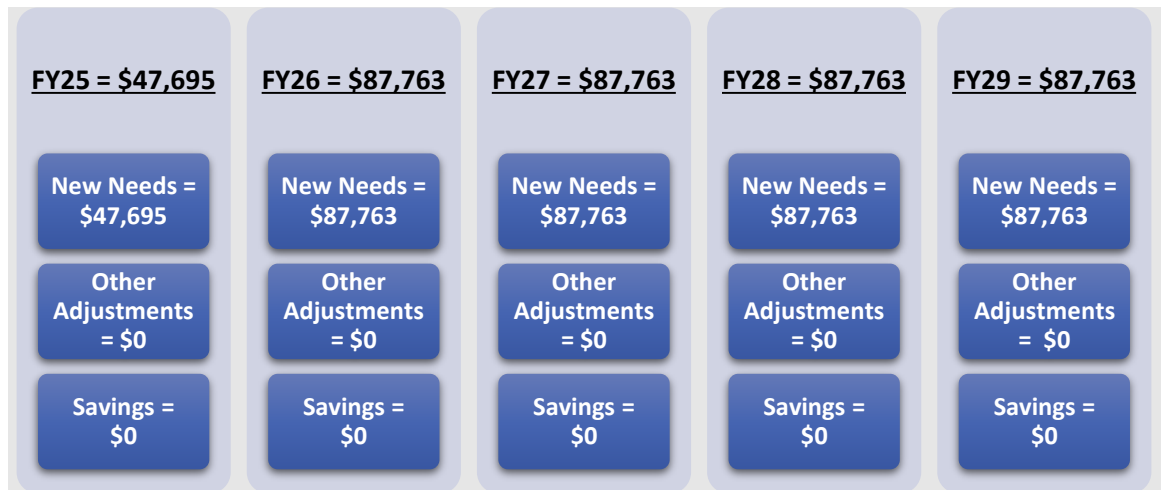 FY25 = $47,695
New Needs =
$47,695
Other
Adjustments
= $0
Savings =
$0
FY26 = $87,763
New Needs =
$87,763
Other
Adjustments
= $0
Savings =
$0
FY27 = $87,763
New Needs =
$87,763
Other
Adjustments
= $0
Savings =
$0
FY28 = $87,763
New Needs =
$87,763
Other
Adjustments
= $0
Savings =
$0
FY29 = $87,763
New Needs =
$87,763
Other
Adjustments
=  $0
Savings =
$0